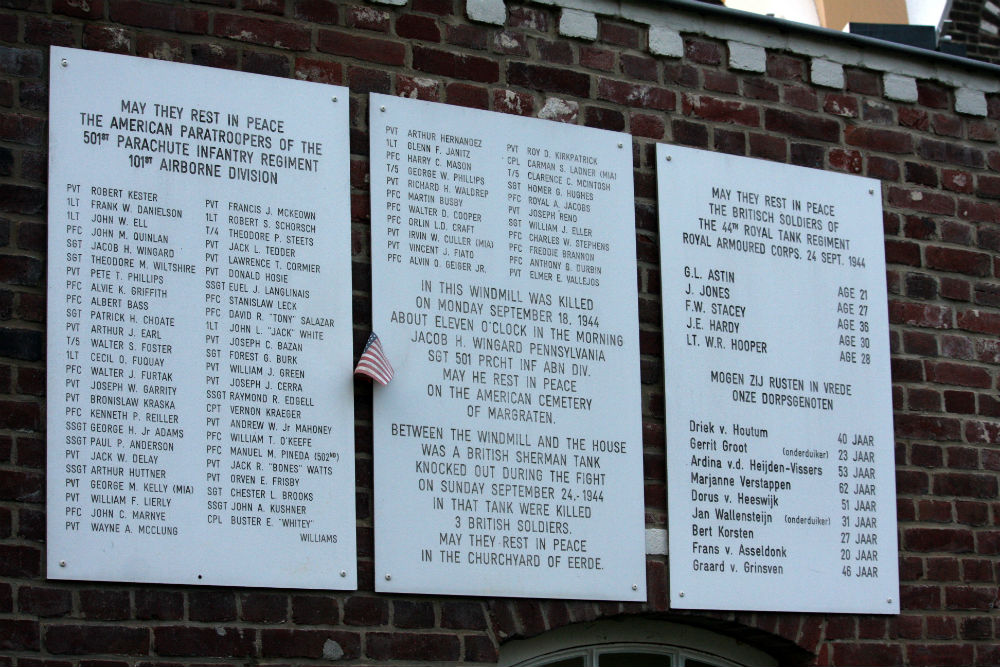 MAY THEY REST IN PEACE
THE AMERICAN PARATROOPERS OF THE
501ST PARACHUTE INFANTRY REGIMENT
101ST AIRBORNE DIVISION
PVT ROBERT KESTER
1LT FRANK W. DANIELSON
1LT JOHN W. ELL
PFC JOHN M. QUINLAN
SGT JACOB H. WINGARD
SGT THEODORE M. WILTSHIRE
PVT PETE T. PHILLIPS
PFC ALVIE K. GRIFFITH
PFC ALBERT BASS
SGT PATRICK H. CHOATE
PVT ARTHUR J. EARL
T/5 WALTER S. FOSTER
1LT CECIL O. FUQUAY
PFC WALTER J. FURTAK
PVT JOSEPH W. GARRITY
PVT BRONISLAW KRASKA
PFC KENNETH P. REILLER
SSGT GEORGE H. Jr ADAMS
SSGT PAUL P. ANDERSON
PVT JACK W. DELAY
SSGT ARTHUR HUTTNER
PVT GEORGE M. KELLY (MIA)
PVT WILLIAM F. LIERLY
PFC JOHN C. MARNYE
PVT WAYNE A. MCCLUNG
PVT FRANCIS J. MCKEOWN
1LT ROBERT S. SCHORSCH
T/4 THEODORE P. STEETS
PVT JACK L. TEDDER
PVT LAWRENCE T. CORMIER
PVT DONALD HOSIE
SSGT EUEL J. LANGLINAIS
PFC STANISLAW LECK
PFC DAVID R. "TONY" SALAZAR
1LT JOHN L. "JACK" WHITE
PVT JOSEPH C. BAZAN
SGT FOREST G. BURK
PVT WILLIAM J. GREEN
PVT JOSEPH J. CERRA
SSGT RAYMOND R. EDGELL
CPT VERNON KRAEGER
PVT ANDREW W. Jr MAHONEY
PFC WILLIAM T. O'KEEFE
PFC MANUEL M. PINEDA (502ND)
PVT JACK R. "BONES" WATTS
PVT ORVEN E. FRISBY
SGT CHESTER L. BROOKS
SGT JOHN A. KUSHNER
CPL BUSTER E. "WHITEY"
WILLIAMS
PVT ARTHUR HERNANDEZ
1LT GLENN F. JANITZ
PFC HARRY C. MASON
T/5 GEORGE W. PHILLIPS
PVT RICHARD H. WALDREP
PFC MARTIN BUSBY
PFC WALTER D. COOPER
PFC ORLIN L.D. CRAFT
PVT IRVIN W. CULLER (MIA)
PVT VINCENT J. FIATO
PFC ALVIN O. GEIGER JR.
PVT ROY D. KIRKPATRICK
CPL CARMAN S. LADNER (MIA)
T/5 CLARENCE C. MCINTOSH
SGT HOMER G. HUGHES
PFC ROYAL A. JACOBS
PVT JOSEPH RENO
SGT WILLIAM J. ELLER
PFC CHARLES W. STEPHENS
PFC FREDDIE BRANNON
PFC ANTHONY G. DURBIN
PVT ELMER E. VALLEJOS
IN THIS WINDMILL WAS KILLED
ON MONDAY SEPTEMBER 18, 1944
ABOUT ELEVEN O'CLOCK IN THE MORNING
JACOB H. WINGARD PENNSYLVANIA
SGT 501 PRCHT INF ABN DIV.
MAY HE REST IN PEACE
ON THE AMERICAN CEMETERY
OF MARGRATEN.
BETWEEN THE WINDMILL AND THE HOUSE
WAS A BRITISH SHERMAN TANK
KNOCKED OUT DURING THE FIGHT
ON SUNDAY SEPTEMBER 24.-1944
IN THAT TANK WERE KILLED
3 BRITISH SOLDIERS.
MAY THEY REST IN PEACE
IN THE CHURCHYARD OF EERDE.
MAY THEY REST IN PEACE
THE BRITISCH SOLDIERS OF
THE 44TH ROYAL TANK REGIMENT
ROYAL ARMOURED CORPS. 24 SEPT. 1944
G.L. ASTIN AGE 21
J. JONES AGE 27
F.W. STACEY AGE 36
J.E. HARDY AGE 30
LT. W.R. HOOPER AGE 28
MOGEN ZIJ RUSTEN IN VREDE
ONZE DORPSGENOTEN
Driek v. Houtum 40 JAAR
Gerrit Groot (onderduiker) 23 JAAR
Ardina v.d. Heijden-Vissers 53 JAAR
Marjanne Verstappen 62 JAAR
Dorus v. Heeswijk 51 JAAR
Jan Wallensteijn (onderduiker) 31 JAAR
Bert Korsten 27 JAAR
Frans v. Asseldonk 20 JAAR
Graard v. Grinsven 46 JAAR